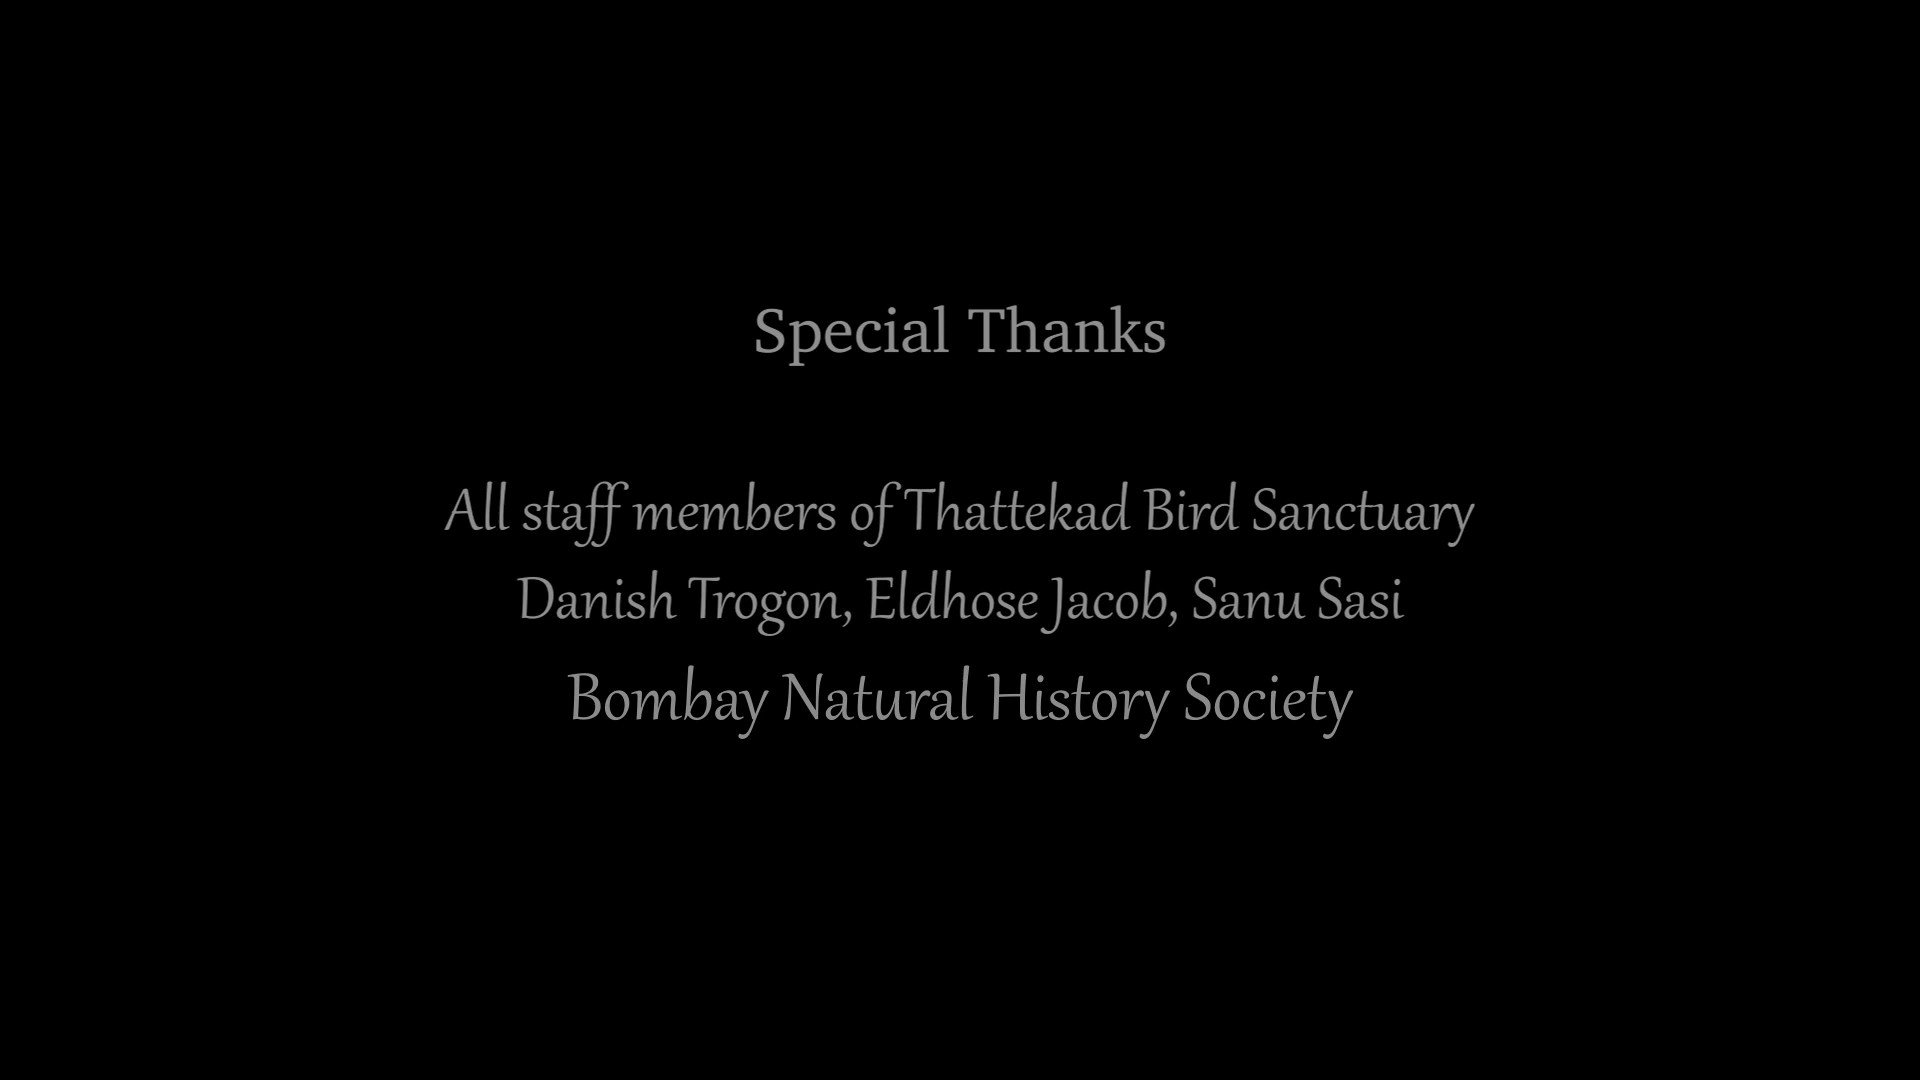 Special Thanks
All staff members of Thattekad Bird Sanctuary
Danish Trogon, Eldhose Jacob, Sanu Sasi
Bombay Natural History Society